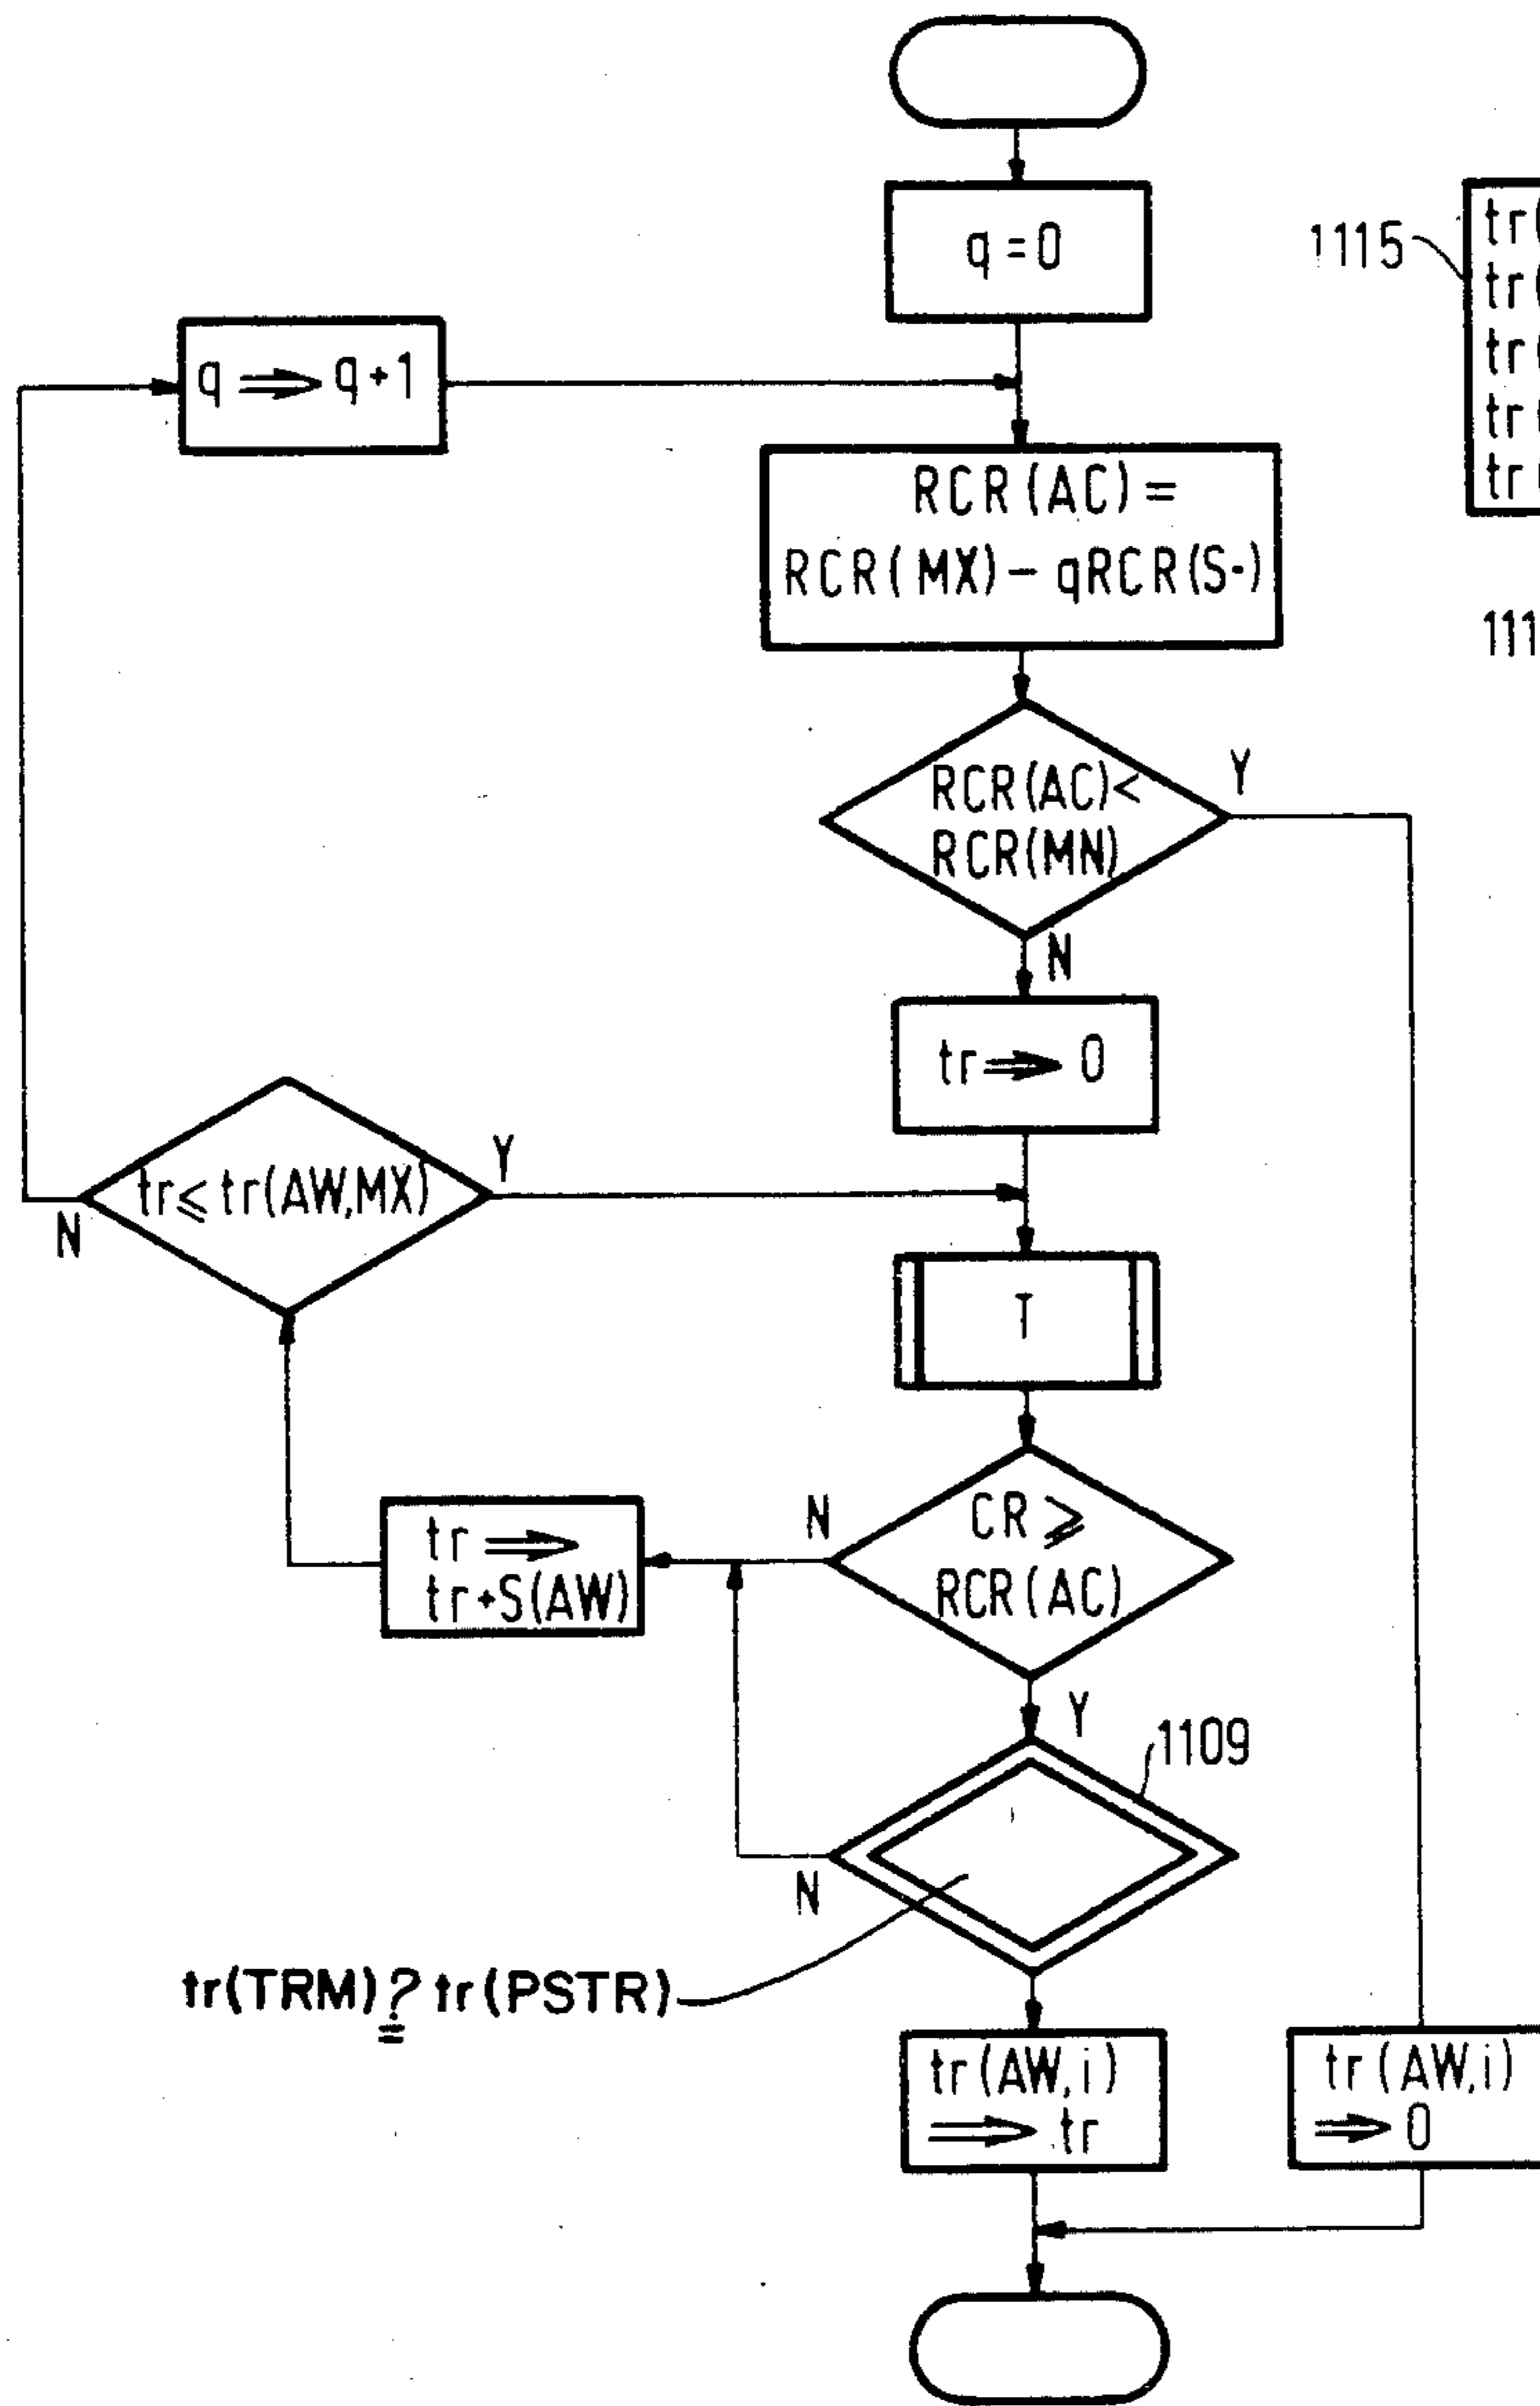 q = 0
1115
tr(
tr(
tr(
tr(
tr(
q ⇒ q+1
RCR(AC) =
RCR(MX) – qRCR(S-)
111
RCR(AC)<
RCR(MN)
Y
N
tr ⇒ 0
tr ≤ tr(AW,MX)
Y
N
T
CR ≥
RCR(AC)
N
Y
tr ⇒
tr+S(AW)
1109
N
tr(TRM) ? tr(PSTR)
tr(AW,i)
⇒ tr
tr(AW,i)
⇒ 0